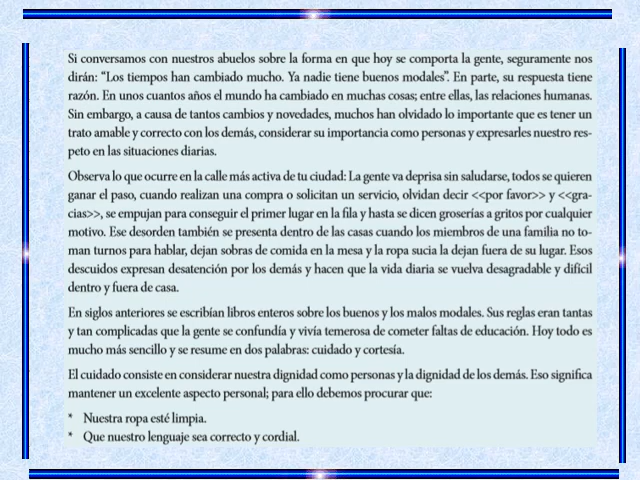 Si conversamos con nuestros abuelos sobre la forma en que hoy se comporta la gente, seguramente nos
dirán: “Los tiempos han cambiado mucho. Ya nadie tiene buenos modales”. En parte, su respuesta tiene
razón. En unos cuantos años el mundo ha cambiado en muchas cosas; entre ellas, las relaciones humanas.
Sin embargo, a causa de tantos cambios y novedades, muchos han olvidado lo importante que es tener un
trato amable y correcto con los demás, considerar su importancia como personas y expresarles nuestro res-
peto en las situaciones diarias.
Observa lo que ocurre en la calle más activa de tu ciudad: La gente va deprisa sin saludarse, todos se quieren
ganar el paso, cuando realizan una compra o solicitan un servicio, olvidan decir <<por favor>> y <<gra-
cias>>, se empujan para conseguir el primer lugar en la fila y hasta se dicen groserías a gritos por cualquier
motivo. Ese desorden también se presenta dentro de las casas cuando los miembros de una familia no to-
man turnos para hablar, dejan sobras de comida en la mesa y la ropa sucia la dejan fuera de su lugar. Esos
descuidos expresan desatención por los demás y hacen que la vida diaria se vuelva desagradable y difícil
dentro y fuera de casa.
En siglos anteriores se escribían libros enteros sobre los buenos y los malos modales. Sus reglas eran tantas
y tan complicadas que la gente se confundía y vivía temerosa de cometer faltas de educación. Hoy todo es
mucho más sencillo y se resume en dos palabras: cuidado y cortesía.
El cuidado consiste en considerar nuestra dignidad como personas y la dignidad de los demás. Eso significa
mantener un excelente aspecto personal; para ello debemos procurar que:
* Nuestra ropa esté limpia.
* Que nuestro lenguaje sea correcto y cordial.